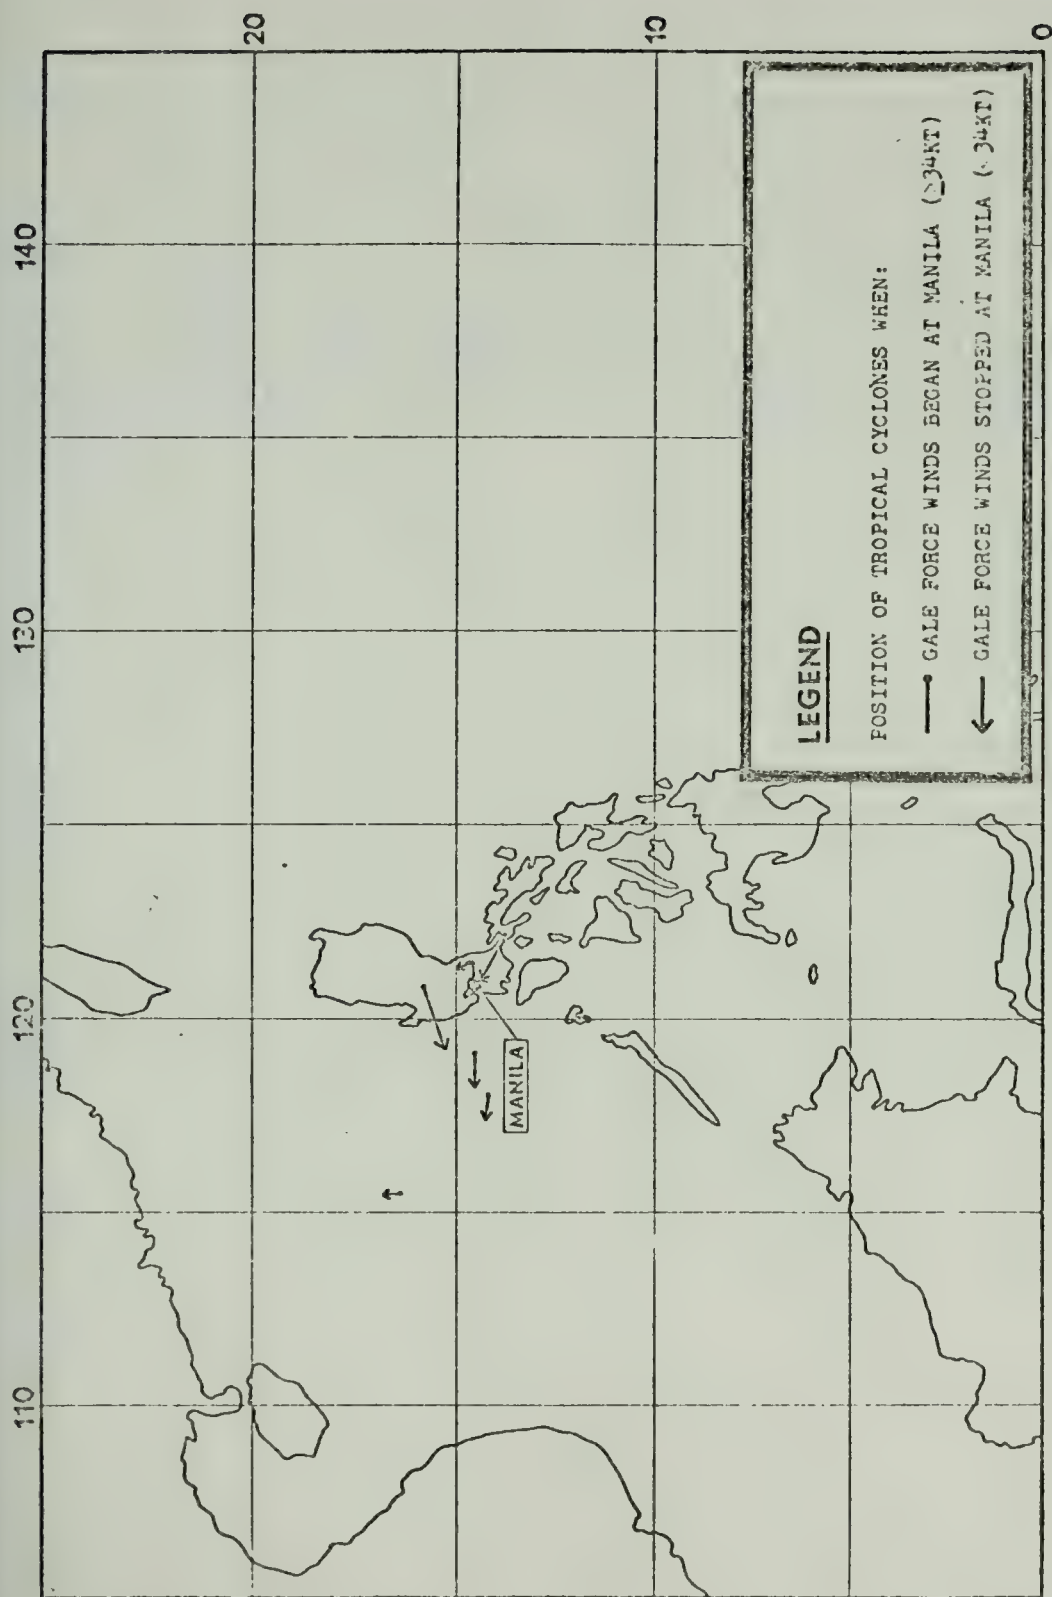 110
120
130
140
20
10
0
MANILA
LEGEND
POSITION OF TROPICAL CYCLONES WHEN:
GALE FORCE WINDS BEGAN AT MANILA (≥34KT)
GALE FORCE WINDS STOPPED AT MANILA (< 34KT)